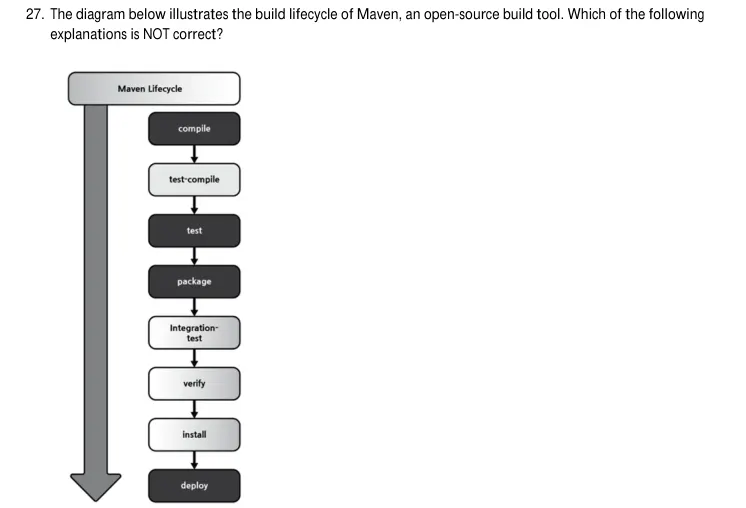 27. The diagram below illustrates the build lifecycle of Maven, an open-source build tool. Which of the following
explanations is NOT correct?
Maven Lifecycle
compile
test-compile
test
package
Integration-
test
verify
install
deploy